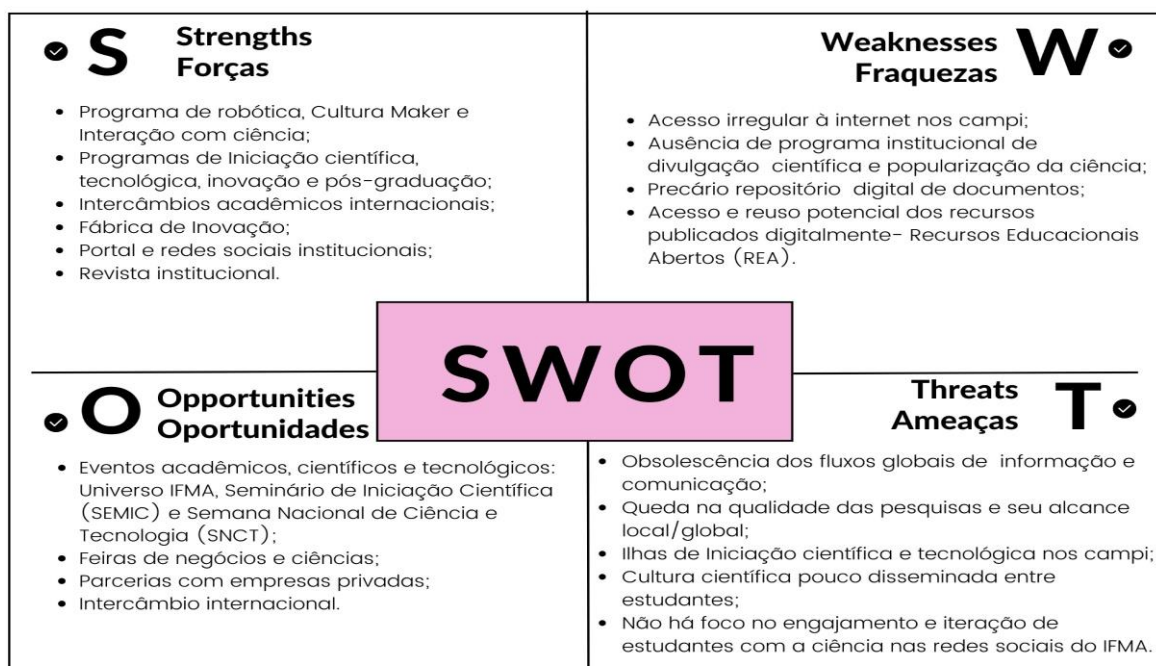 S
Strengths
Forças
• Programa de robótica, Cultura Maker e
Interação com ciência;
• Programas de Iniciação científica,
tecnológica, inovação e pós-graduação;
• Intercâmbios acadêmicos internacionais;
• Fábrica de Inovação;
• Portal e redes sociais institucionais;
• Revista institucional.
Weaknesses
Fraquezas
W
• Acesso irregular à internet nos campi;
• Ausência de programa institucional de
divulgação científica e popularização da ciência;
• Precário repositório digital de documentos;
• Acesso e reuso potencial dos recursos
publicados digitalmente- Recursos Educacionais
Abertos (REA).
SWOT
O
Opportunities
Oportunidades
• Eventos acadêmicos, científicos e tecnológicos:
Universo IFMA, Seminário de Iniciação Científica
(SEMIC) e Semana Nacional de Ciência e
Tecnologia (SNCT);
• Feiras de negócios e ciências;
• Parcerias com empresas privadas;
• Intercâmbio internacional.
Threats
Ameaças
T
• Obsolescência dos fluxos globais de informação e
comunicação;
• Queda na qualidade das pesquisas e seu alcance
local/global;
• Ilhas de Iniciação científica e tecnológica nos campi;
• Cultura científica pouco disseminada entre
estudantes;
• Não há foco no engajamento e iteração de
estudantes com a ciência nas redes sociais do IFMA.